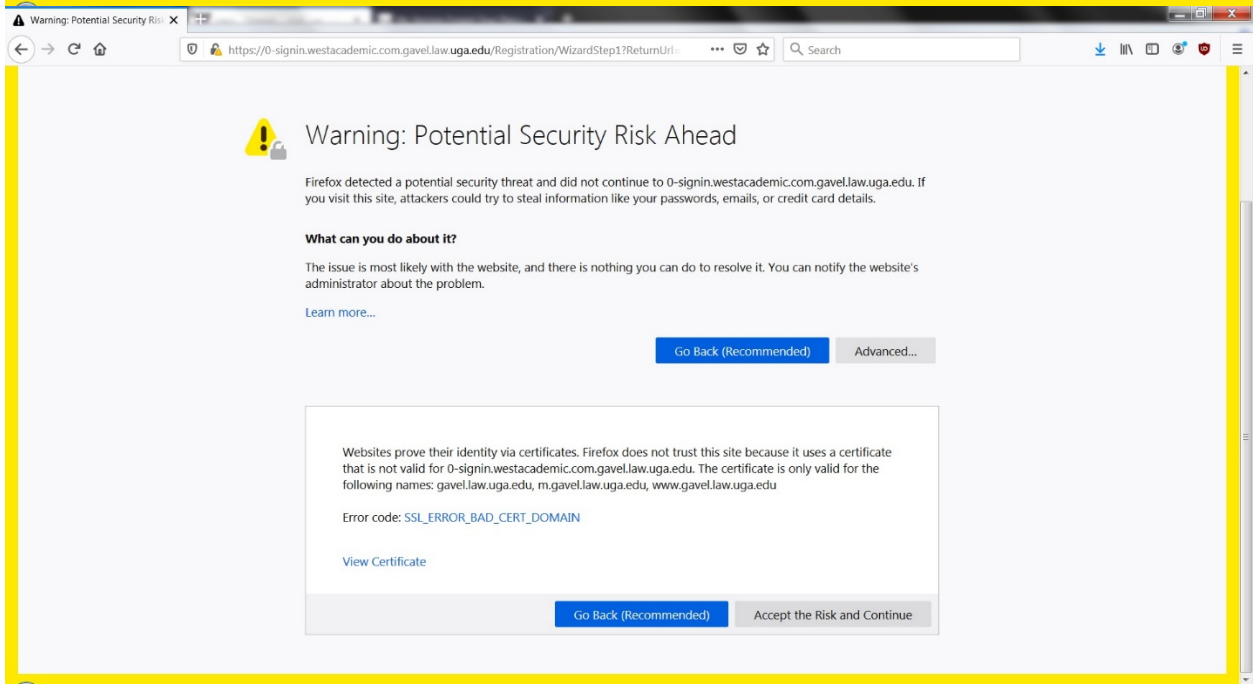 Warning: Potential Security Ris
https://0-signin.westacademic.com.gavel.law.uga.edu/Registration/WizardStep1?ReturnUrl=
Search
Warning: Potential Security Risk Ahead
Firefox detected a potential security threat and did not continue to 0-signin.westacademic.com.gavel.law.uga.edu. If
you visit this site, attackers could try to steal information like your passwords, emails, or credit card details.
What can you do about it?
The issue is most likely with the website, and there is nothing you can do to resolve it. You can notify the website's
administrator about the problem.
Learn more...
Go Back (Recommended) Advanced...
Websites prove their identity via certificates. Firefox does not trust this site because it uses a certificate
that is not valid for 0-signin.westacademic.com.gavel.law.uga.edu. The certificate is only valid for the
following names: gavel.law.uga.edu, m.gavel.law.uga.edu, www.gavel.law.uga.edu
Error code: SSL_ERROR_BAD_CERT_DOMAIN
View Certificate
Go Back (Recommended) Accept the Risk and Continue